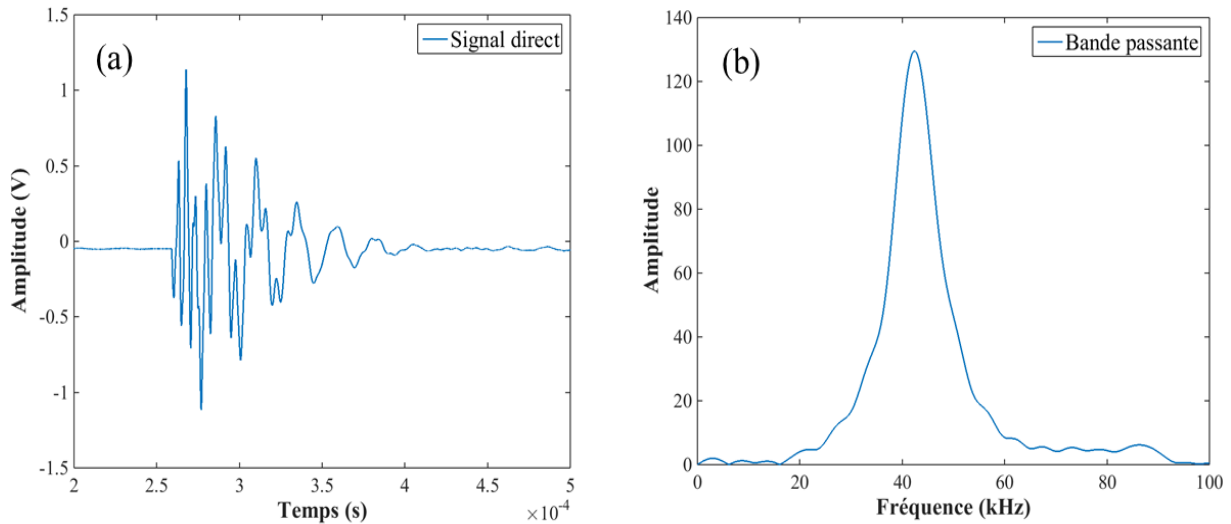 (a)
Signal direct
1.5
1
0.5
0
-0.5
-1
-1.5
Amplitude (V)
2 2.5 3 3.5 4 4.5 5
Temps (s)
×10⁻⁴
(b)
Bande passante
140
120
100
80
60
40
20
0
Amplitude
0 20 40 60 80 100
Fréquence (kHz)